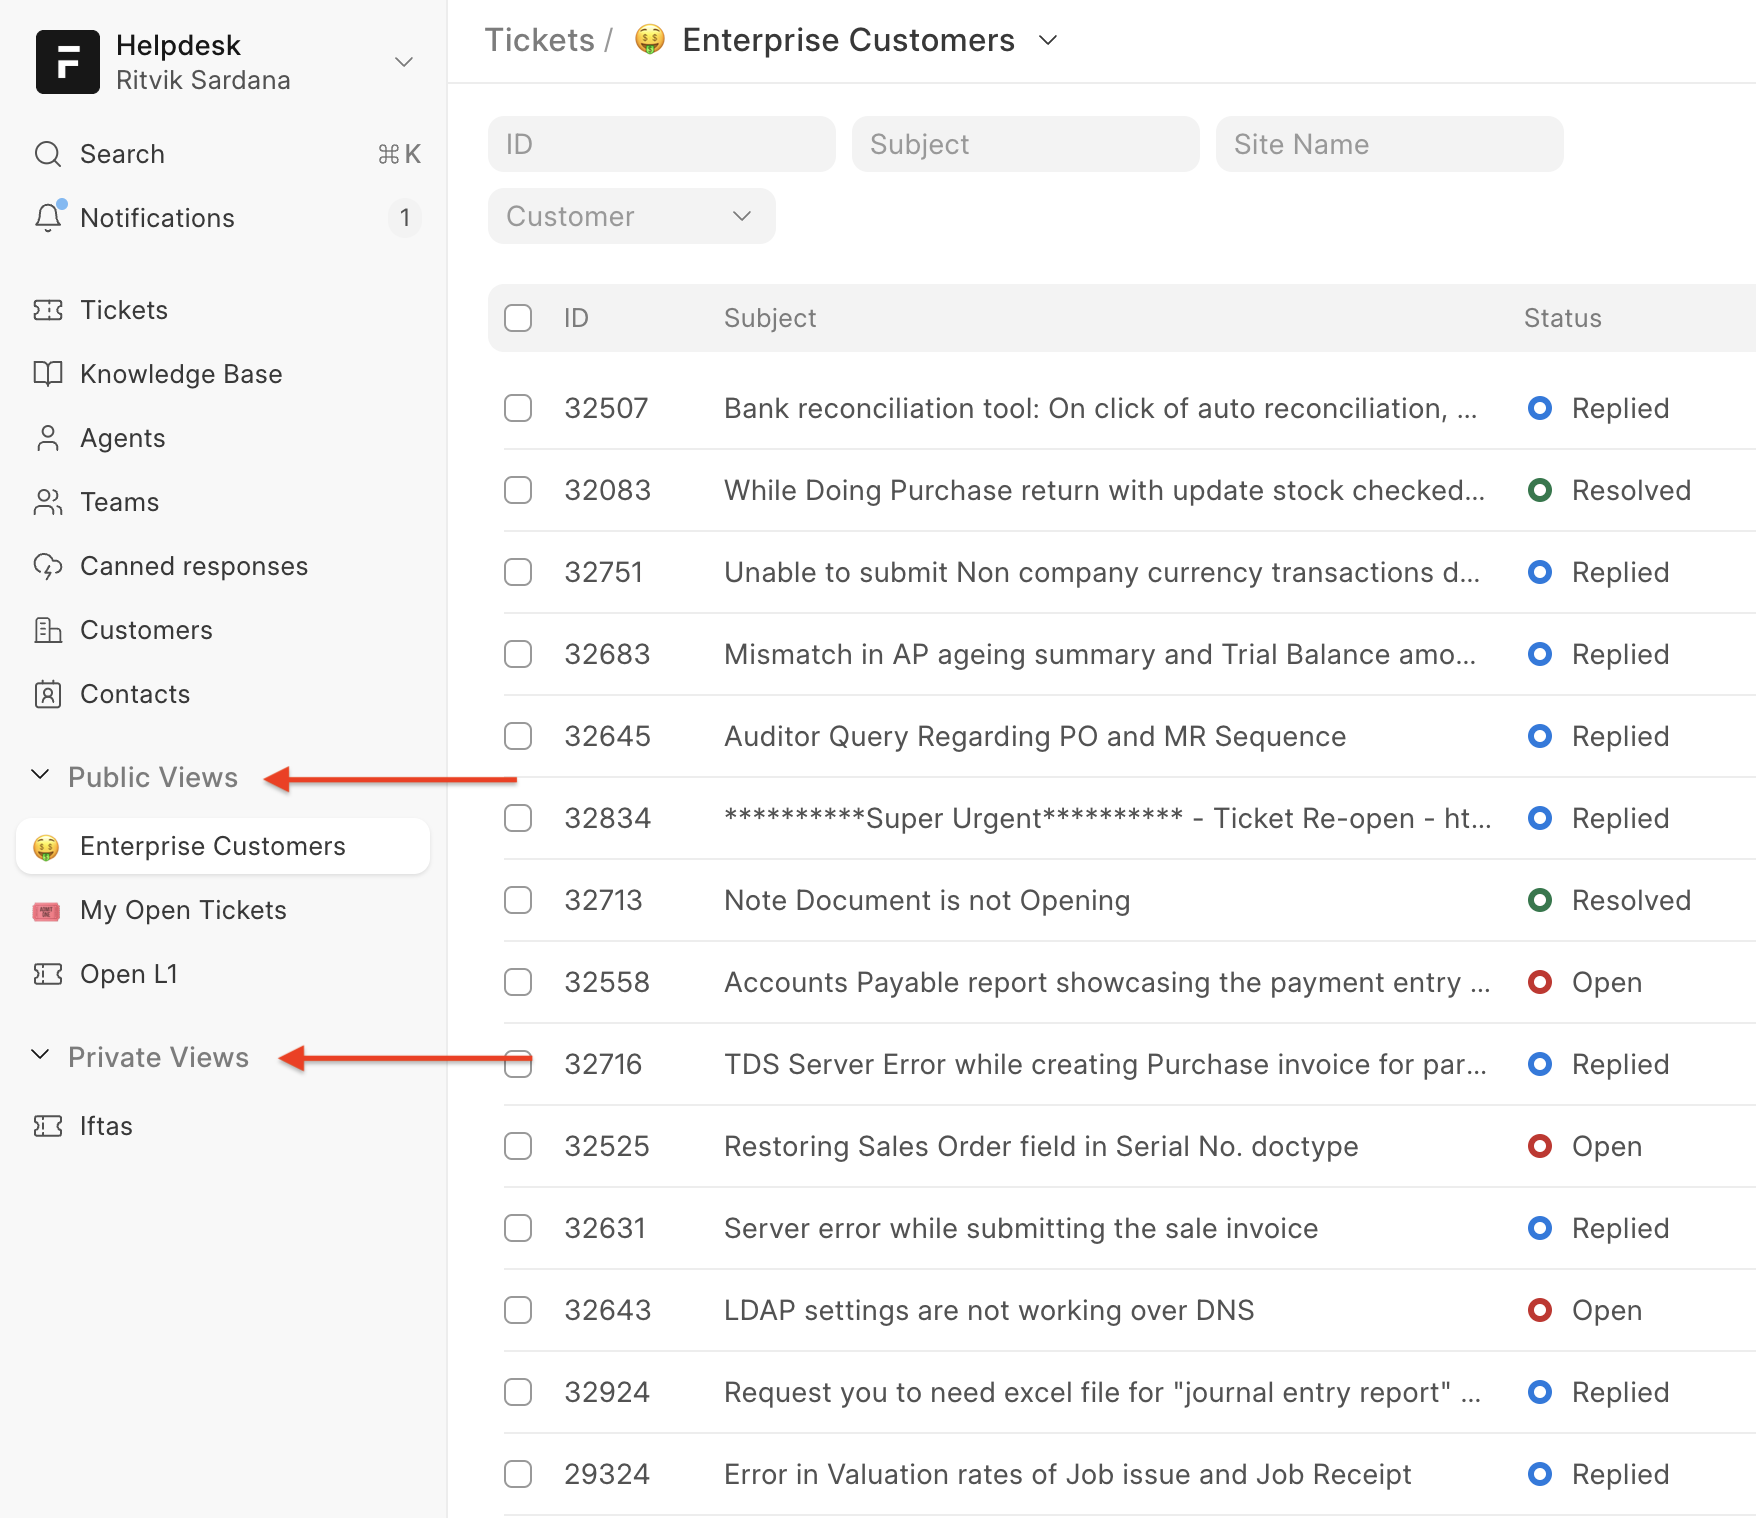 Helpdesk
Ritvik Sardana
Search ⌘K
Notifications 1
Tickets
Knowledge Base
Agents
Teams
Canned responses
Customers
Contacts
Public Views
Enterprise Customers
My Open Tickets
Open L1
Private Views
Iftas
Tickets / Enterprise Customers
ID Subject Site Name
Customer
ID Subject Status
32507 Bank reconciliation tool: On click of auto reconciliation, ... Replied
32083 While Doing Purchase return with update stock checked... Resolved
32751 Unable to submit Non company currency transactions d... Replied
32683 Mismatch in AP ageing summary and Trial Balance amo... Replied
32645 Auditor Query Regarding PO and MR Sequence Replied
32834 **********Super Urgent********** - Ticket Re-open - ht... Replied
32713 Note Document is not Opening Resolved
32558 Accounts Payable report showcasing the payment entry ... Open
32716 TDS Server Error while creating Purchase invoice for par... Replied
32525 Restoring Sales Order field in Serial No. doctype Open
32631 Server error while submitting the sale invoice Replied
32643 LDAP settings are not working over DNS Open
32924 Request you to need excel file for "journal entry report" ... Replied
29324 Error in Valuation rates of Job issue and Job Receipt Replied